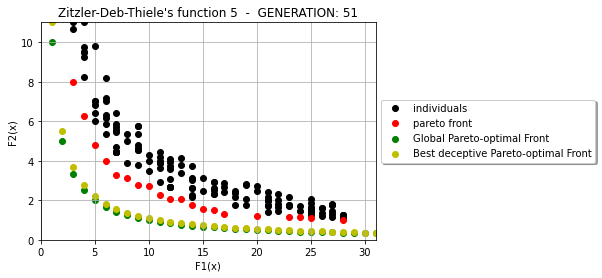 Zitzler-Deb-Thiele's function 5 - GENERATION: 51
F2(x)
10
8
6
4
2
0
0 5 10 15 20 25 30
F1(x)
individuals
pareto front
Global Pareto-optimal Front
Best deceptive Pareto-optimal Front